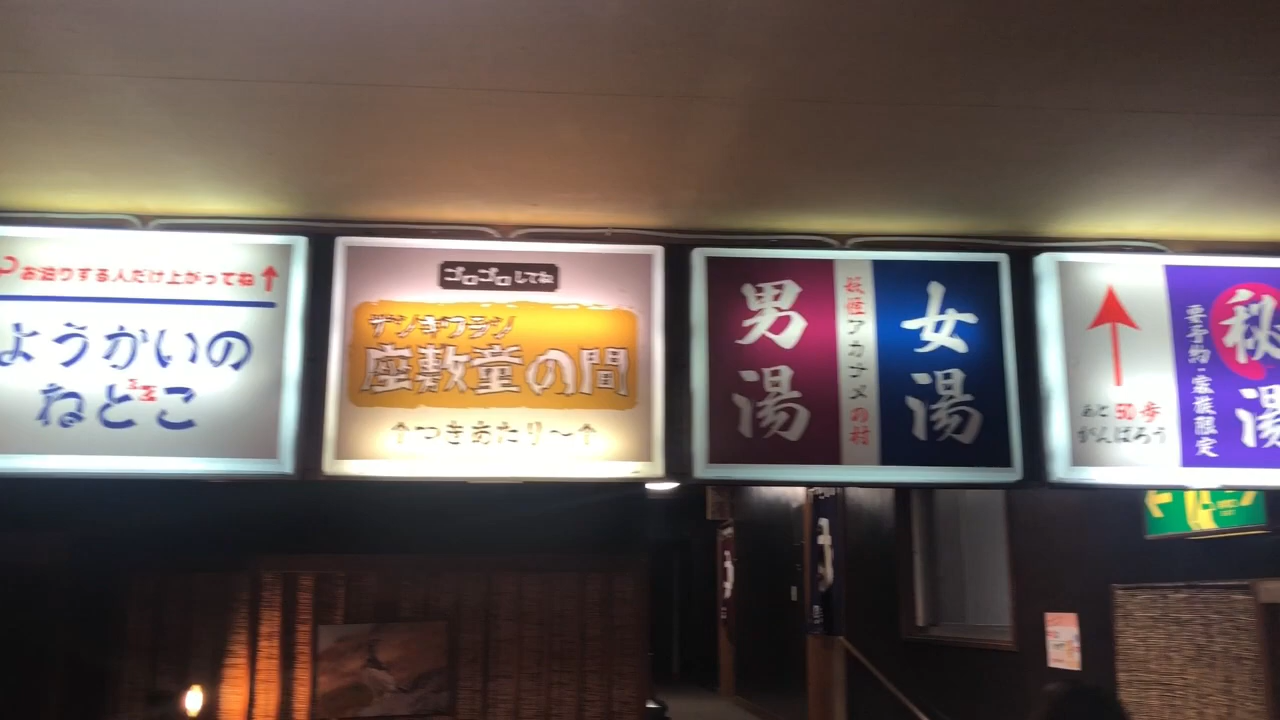 お泊りする人だけ上がってね↑
ようかいの
ねどこ
ゴロゴロしてね
ザシキワラシ
座敷童の間
↑つきあたり～↑
男湯
妖怪アカナメの村
女湯
あと50歩
がんばろう
要予約・家族限定
秘湯